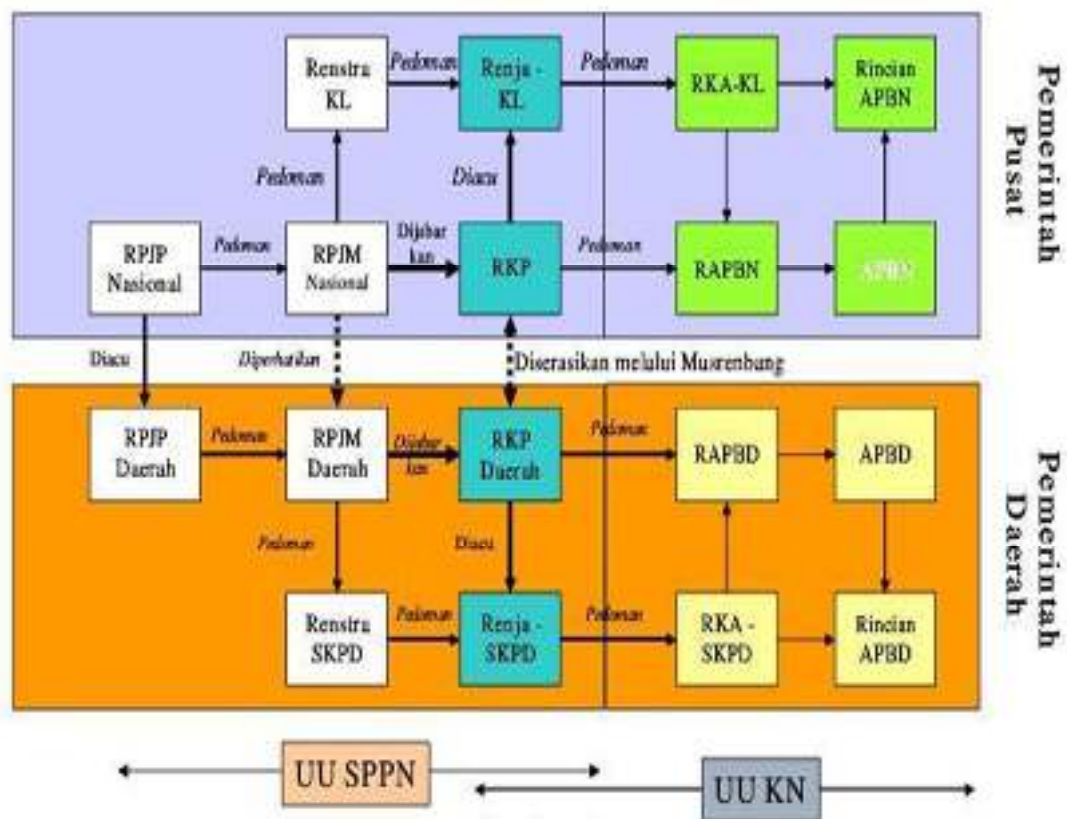 Pemerintah
Pusat
Renstra
KL
Pedoman
Renja -
KL
Pedoman
RKA-KL
Rincian
APBN
Pedoman
Diacu
RPJP
Nasional
Pedoman
RPJM
Nasional
Dijabar
kan
RKP
Pedoman
RAPBN
APBN
Diacu
Diperhatikan
Diserasikan melului Musrenbang
Pemerintah
Daerah
RPJP
Daerah
Pedoman
RPJM
Daerah
Dijabar
kan
RKP
Daerah
Pedoman
RAPBD
APBD
Pedoman
Diacu
Renstra
SKPD
Pedoman
Renja -
SKPD
Pedoman
RKA -
SKPD
Rincian
APBD
UU SPPN
UU KN